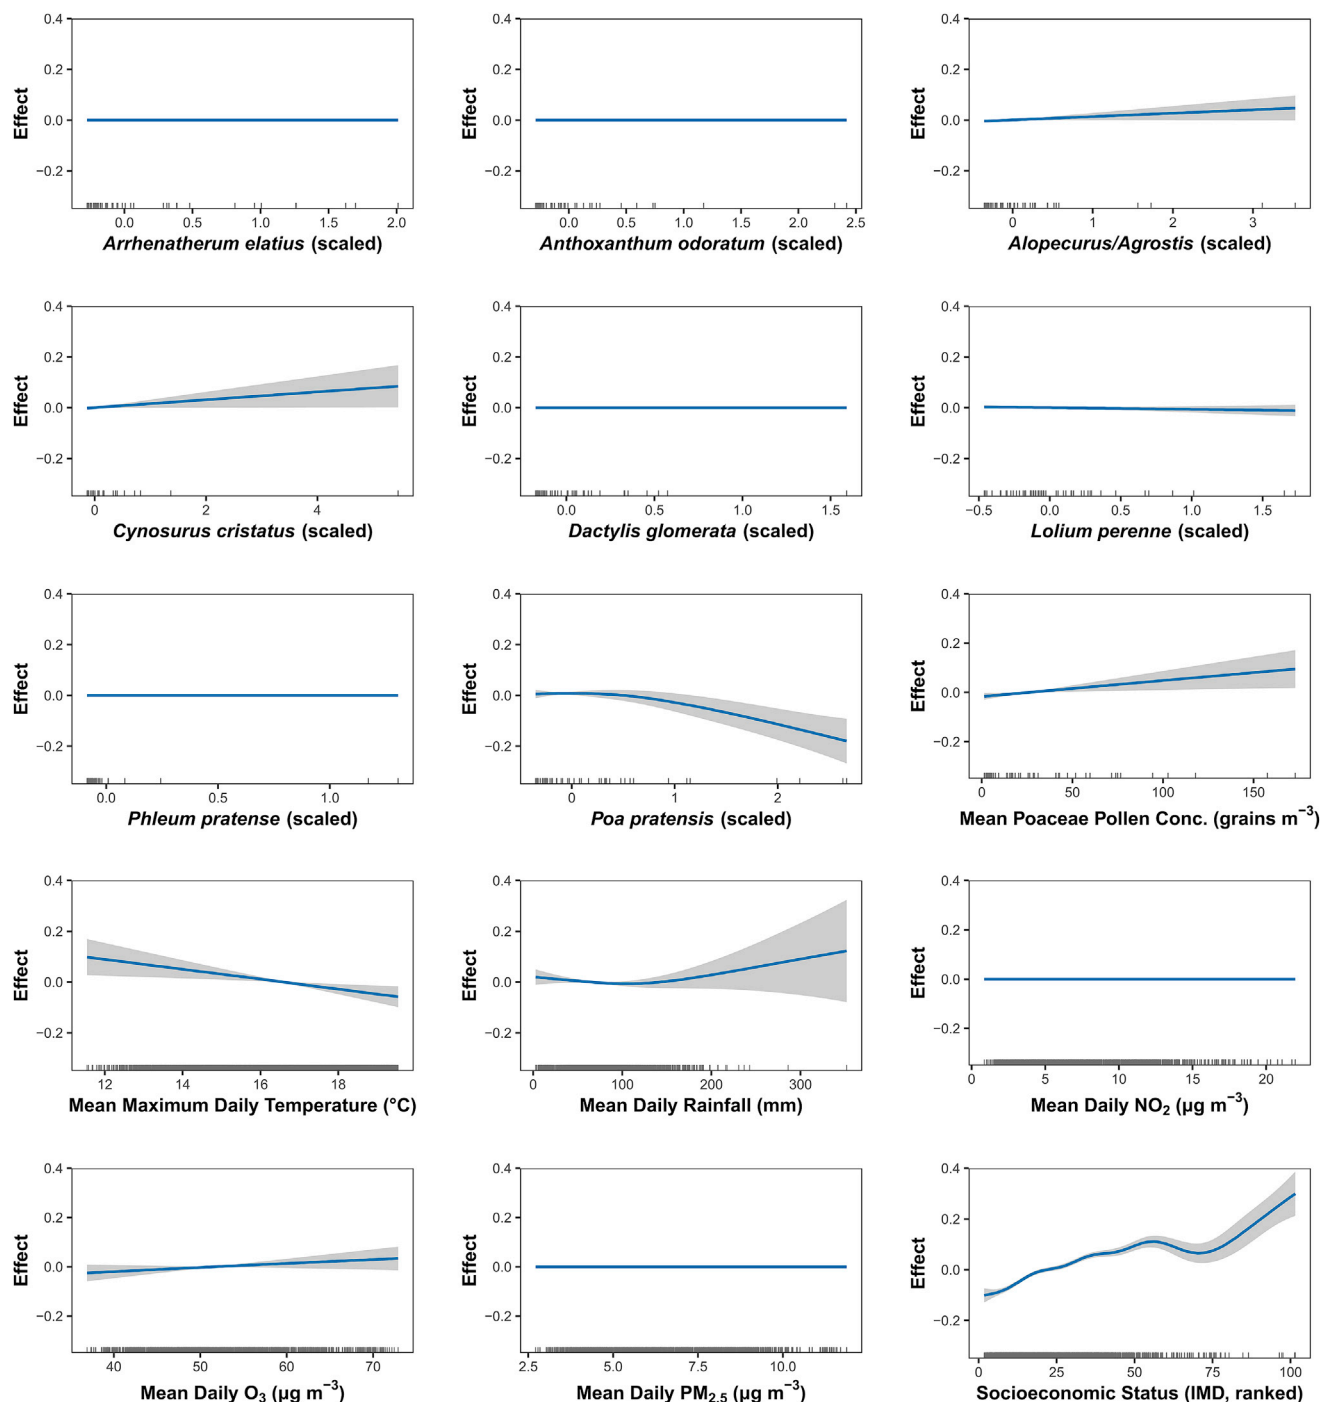 0.4
0.2
0.0
−0.2
Effect
0.0 0.5 1.0 1.5 2.0
Arrhenatherum elatius (scaled)
0.4
0.2
0.0
−0.2
Effect
0.0 0.5 1.0 1.5 2.0 2.5
Anthoxanthum odoratum (scaled)
0.4
0.2
0.0
−0.2
Effect
0 1 2 3
Alopecurus/Agrostis (scaled)
0.4
0.2
0.0
−0.2
Effect
0 2 4
Cynosurus cristatus (scaled)
0.4
0.2
0.0
−0.2
Effect
0.0 0.5 1.0 1.5
Dactylis glomerata (scaled)
0.4
0.2
0.0
−0.2
Effect
−0.5 0.0 0.5 1.0 1.5
Lolium perenne (scaled)
0.4
0.2
0.0
−0.2
Effect
0.0 0.5 1.0
Phleum pratense (scaled)
0.4
0.2
0.0
−0.2
Effect
0 1 2
Poa pratensis (scaled)
0.4
0.2
0.0
−0.2
Effect
0 50 100 150
Mean Poaceae Pollen Conc. (grains m⁻³)
0.4
0.2
0.0
−0.2
Effect
12 14 16 18
Mean Maximum Daily Temperature (°C)
0.4
0.2
0.0
−0.2
Effect
0 100 200 300
Mean Daily Rainfall (mm)
0.4
0.2
0.0
−0.2
Effect
0 5 10 15 20
Mean Daily NO₂ (µg m⁻³)
0.4
0.2
0.0
−0.2
Effect
40 50 60 70
Mean Daily O₃ (µg m⁻³)
0.4
0.2
0.0
−0.2
Effect
2.5 5.0 7.5 10.0
Mean Daily PM₂.₅ (µg m⁻³)
0.4
0.2
0.0
−0.2
Effect
0 25 50 75 100
Socioeconomic Status (IMD, ranked)